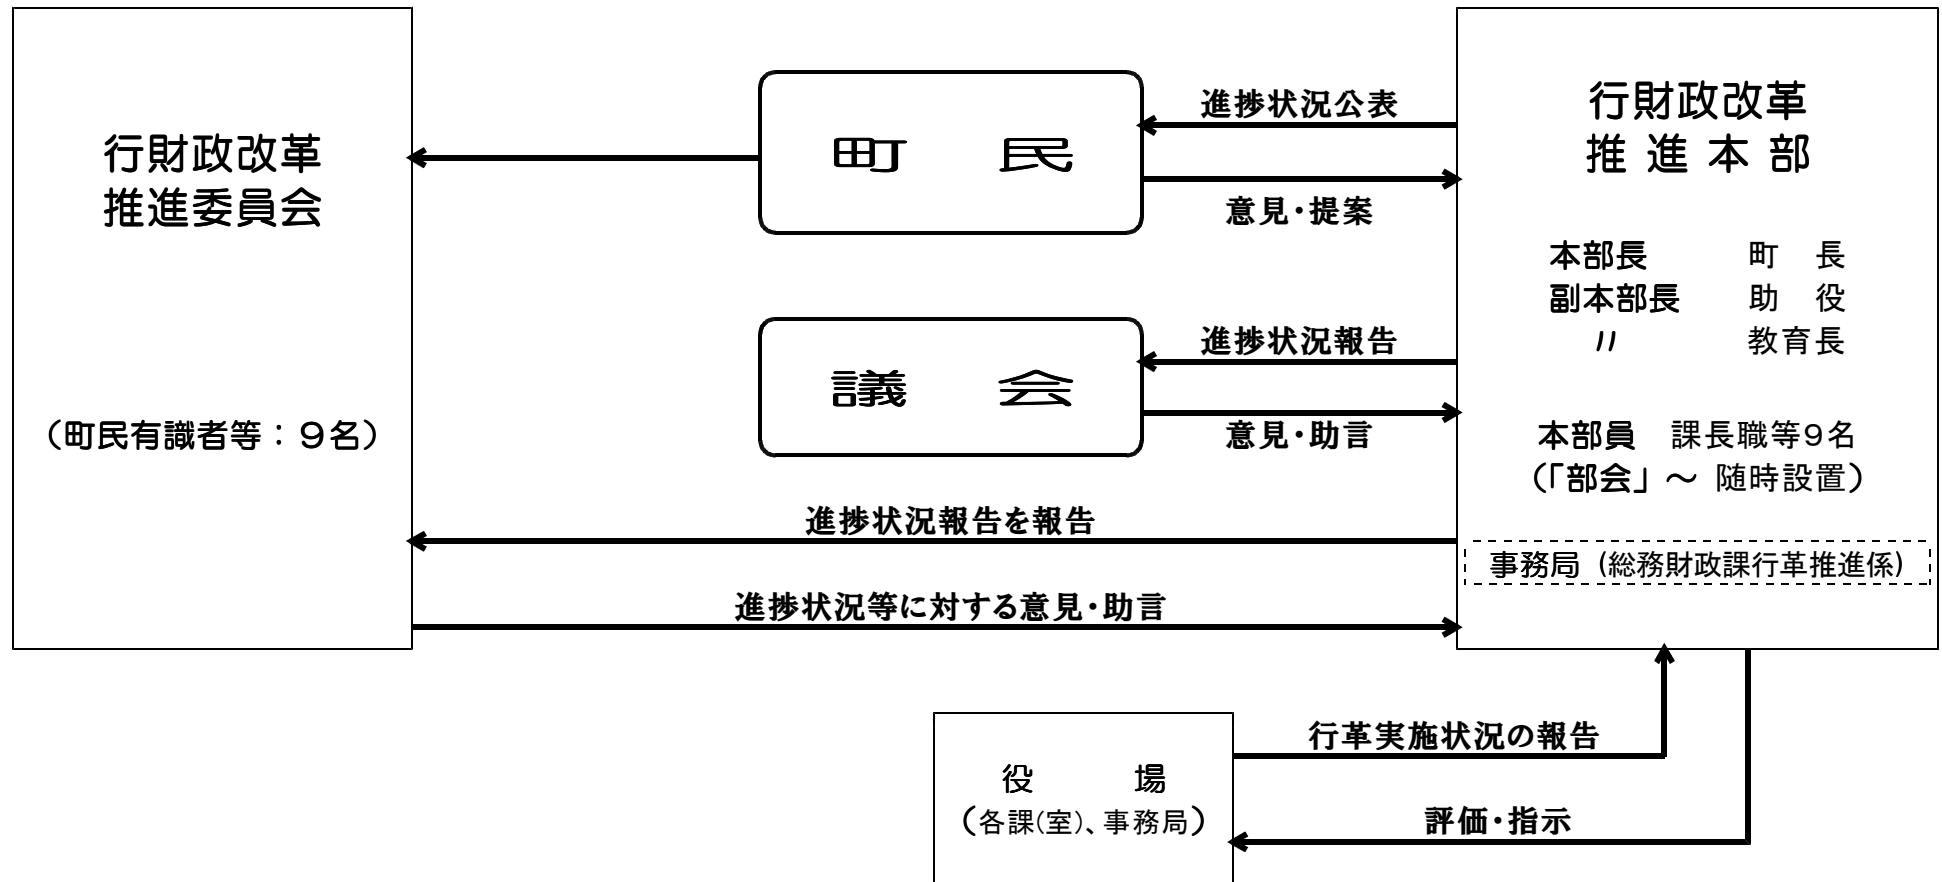 行財政改革
推進委員会
（町民有識者等：９名）
町　民
議　会
進捗状況公表
意見・提案
進捗状況報告
意見・助言
進捗状況報告を報告
進捗状況等に対する意見・助言
行財政改革
推 進 本 部
本部長　　町　長
副本部長　　助　役
〃　　教育長
本部員　課長職等９名
（「部会」～ 随時設置）
事務局（総務財政課行革推進係）
役　場
（各課(室)、事務局）
行革実施状況の報告
評価・指示